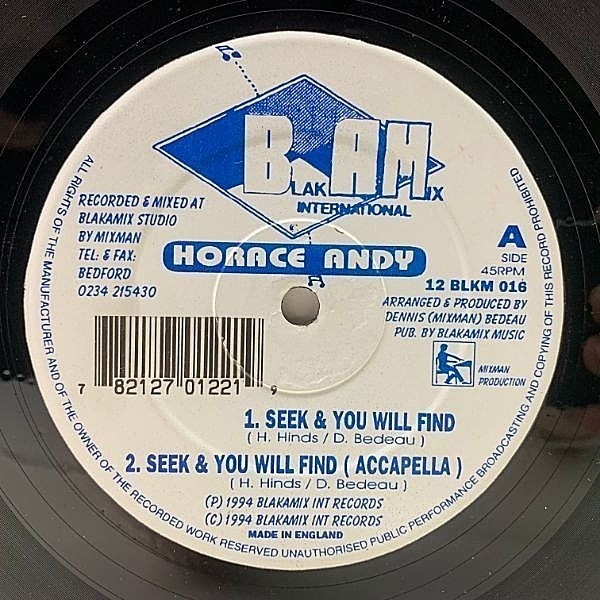 B AM
BLAK AMIX
INTERNATIONAL
RECORDED & MIXED AT
BLAKAMIX STUDIO
BY MIXMAN
TEL: & FAX:
BEDFORD
0234 215430
HORACE ANDY
A
SIDE
45RPM
12 BLKM 016
ARRANGED & PRODUCED BY
DENNIS (MIXMAN) BEDEAU
PUB. BY BLAKAMIX MUSIC
MIXMAN
PRODUCTION
7 82127 01221 9
1. SEEK & YOU WILL FIND
( H. Hinds / D. Bedeau )
2. SEEK & YOU WILL FIND ( ACCAPELLA )
( H. Hinds / D. Bedeau )
(P) 1994 BLAKAMIX INT RECORDS
(C) 1994 BLAKAMIX INT RECORDS
MADE IN ENGLAND
ALL RIGHTS OF THE MANUFACTURER AND OF THE OWNER OF THE RECORDED WORK RESERVED UNAUTHORISED PUBLIC PERFORMANCE BROADCASTING AND COPYING OF THIS RECORD PROHIBITED